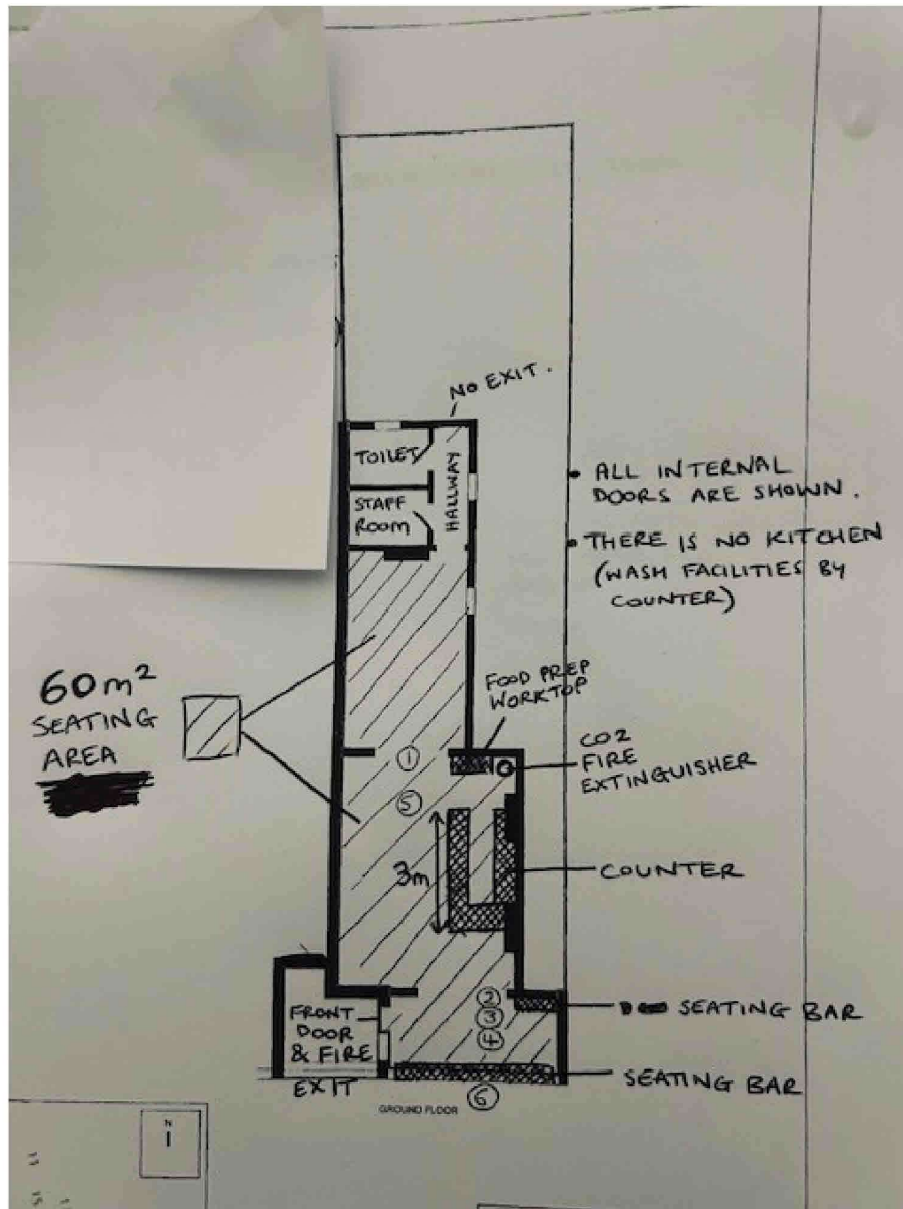 NO EXIT.
TOILET
HALLWAY
STAFF
ROOM
ALL INTERNAL
DOORS ARE SHOWN.
THERE IS NO KITCHEN
(WASH FACILITIES BY
COUNTER)
60m²
SEATING
AREA
FOOD PREP
WORKTOP
CO2
FIRE
EXTINGUISHER
①
⑤
3m
COUNTER
②
③
④
SEATING BAR
FRONT
DOOR
& FIRE
EXIT
SEATING BAR
⑥
GROUND FLOOR
N